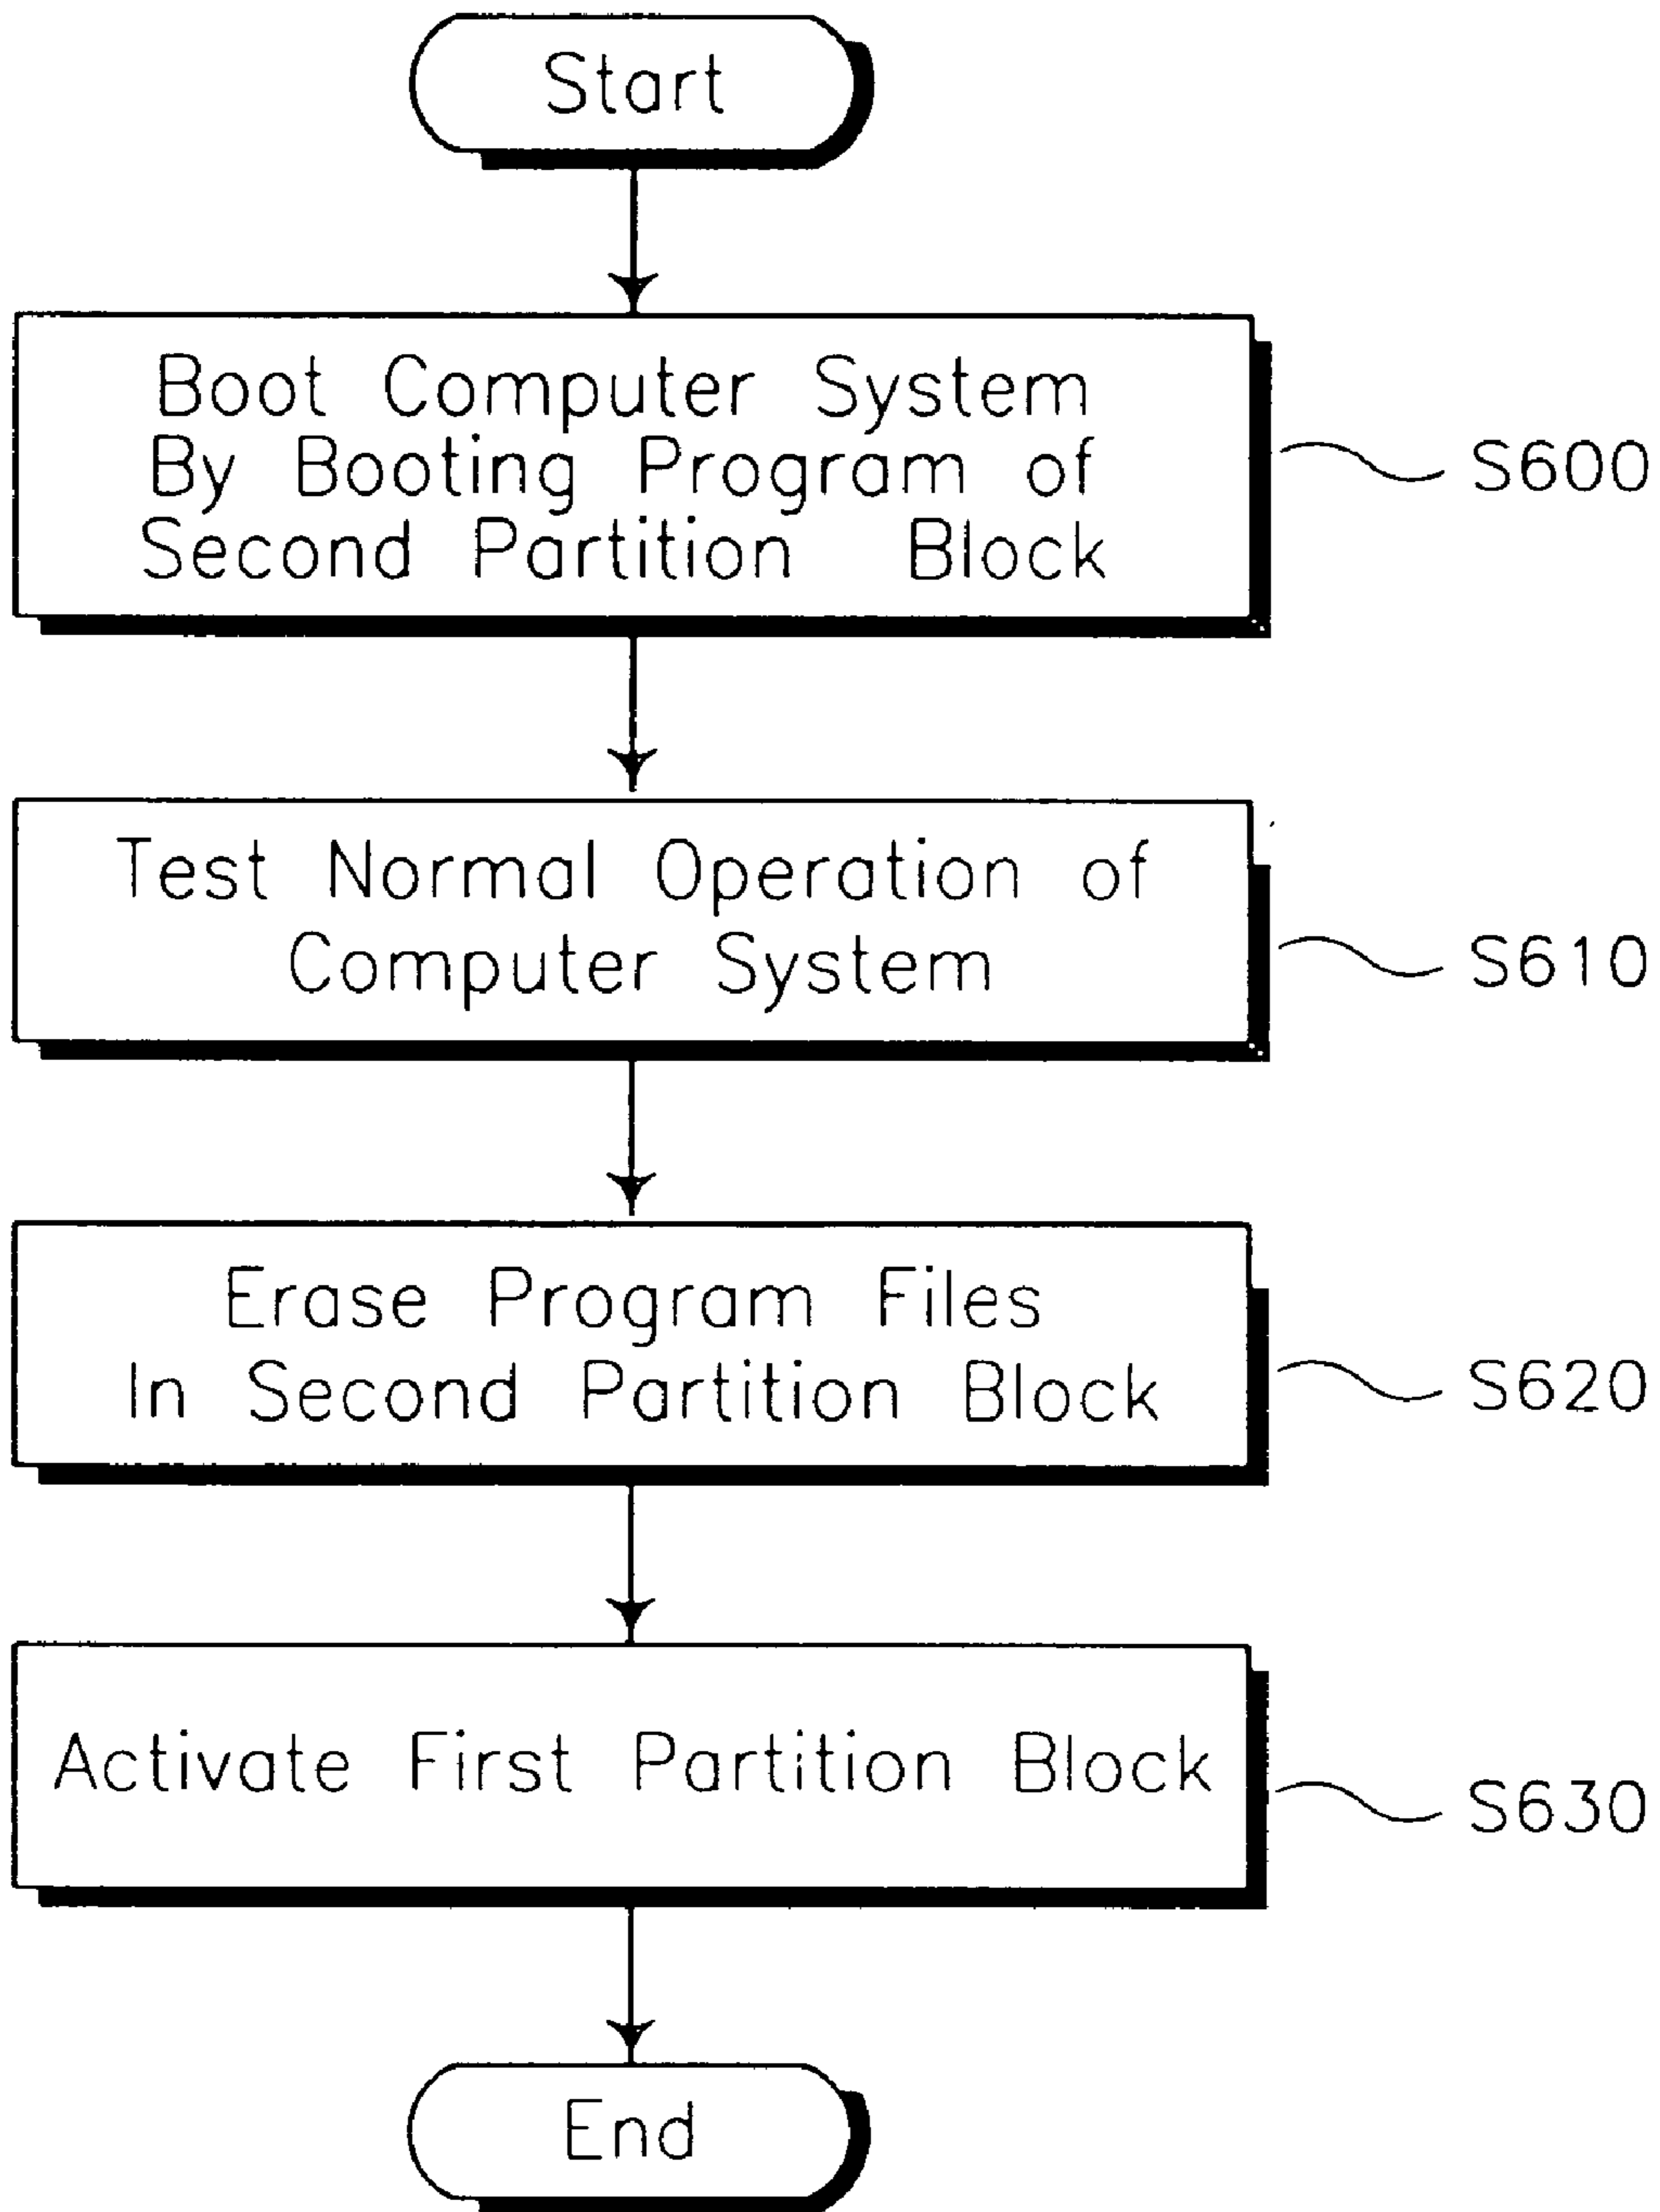 Start
Boot Computer System
By Booting Program of
Second Partition Block
S600
Test Normal Operation of
Computer System
S610
Erase Program Files
In Second Partition Block
S620
Activate First Partition Block
S630
End